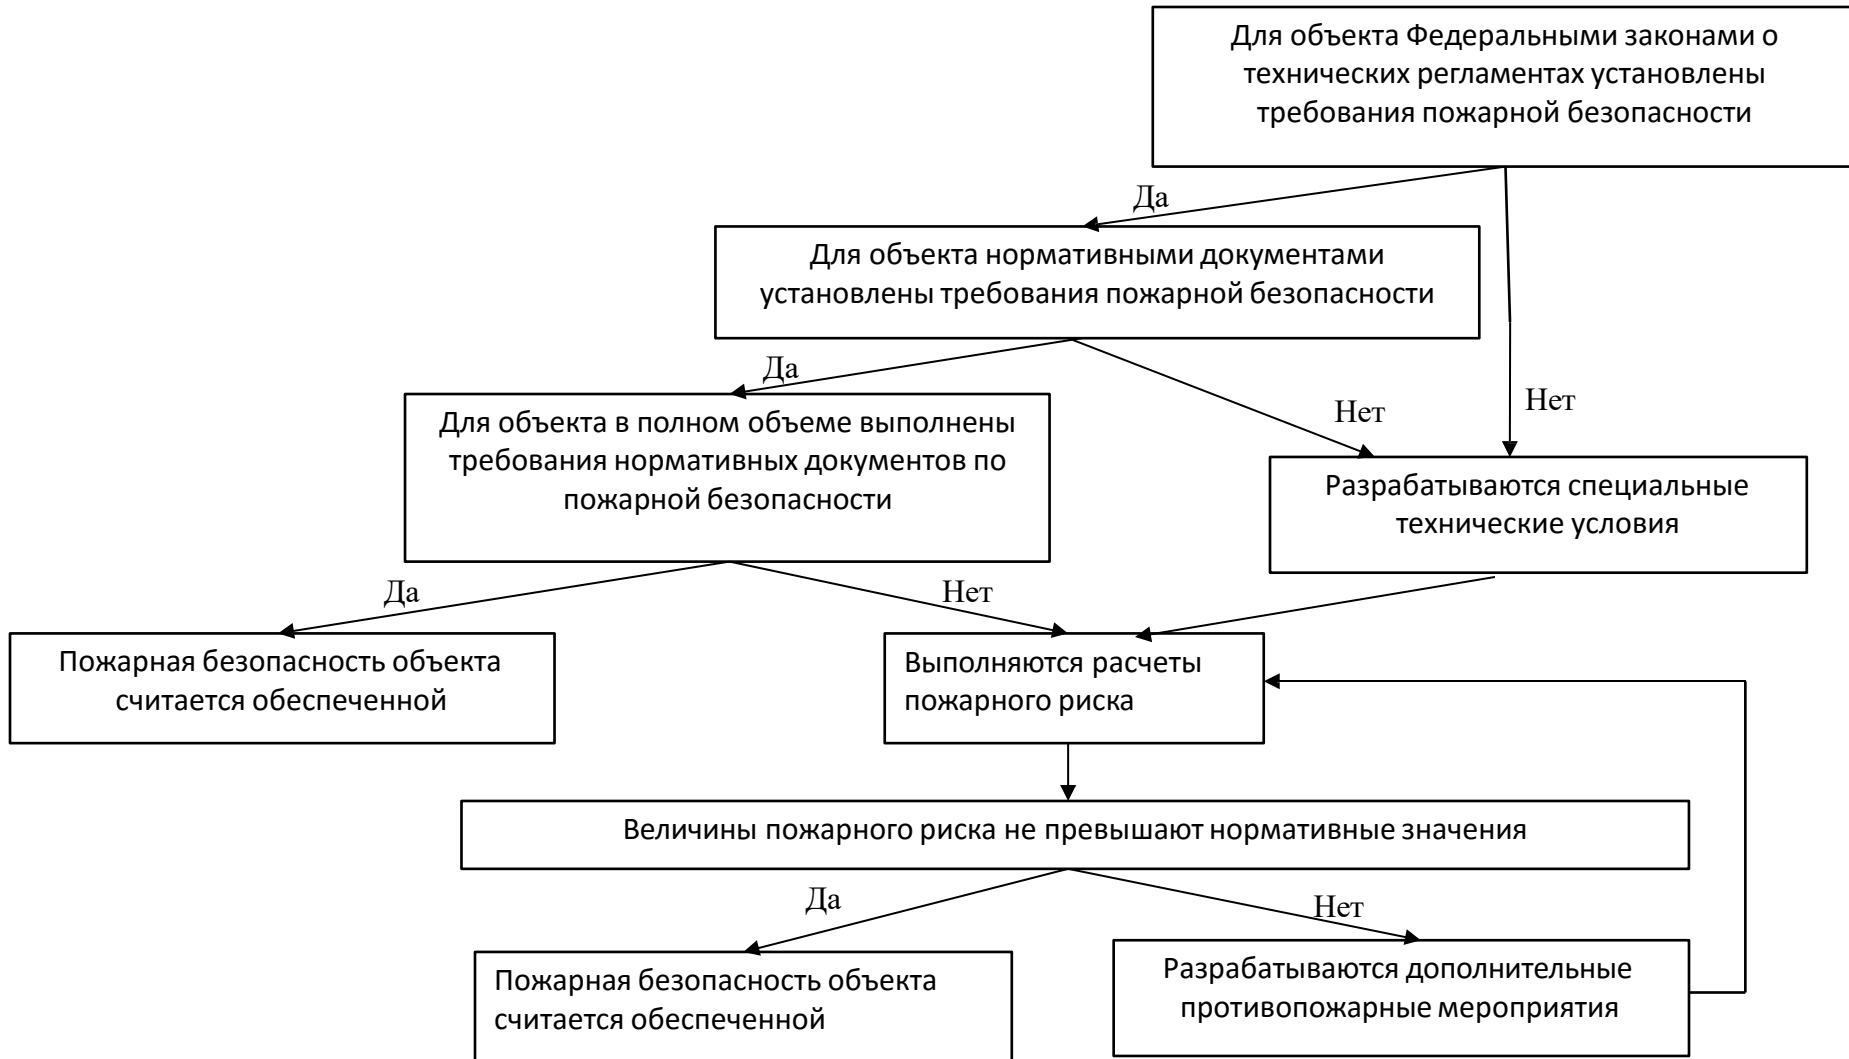 Для объекта Федеральными законами о
технических регламентах установлены
требования пожарной безопасности
Да
Для объекта нормативными документами
установлены требования пожарной безопасности
Да
Нет
Нет
Для объекта в полном объеме выполнены
требования нормативных документов по
пожарной безопасности
Разрабатываются специальные
технические условия
Да
Нет
Пожарная безопасность объекта
считается обеспеченной
Выполняются расчеты
пожарного риска
Величины пожарного риска не превышают нормативные значения
Да
Нет
Пожарная безопасность объекта
считается обеспеченной
Разрабатываются дополнительные
противопожарные мероприятия